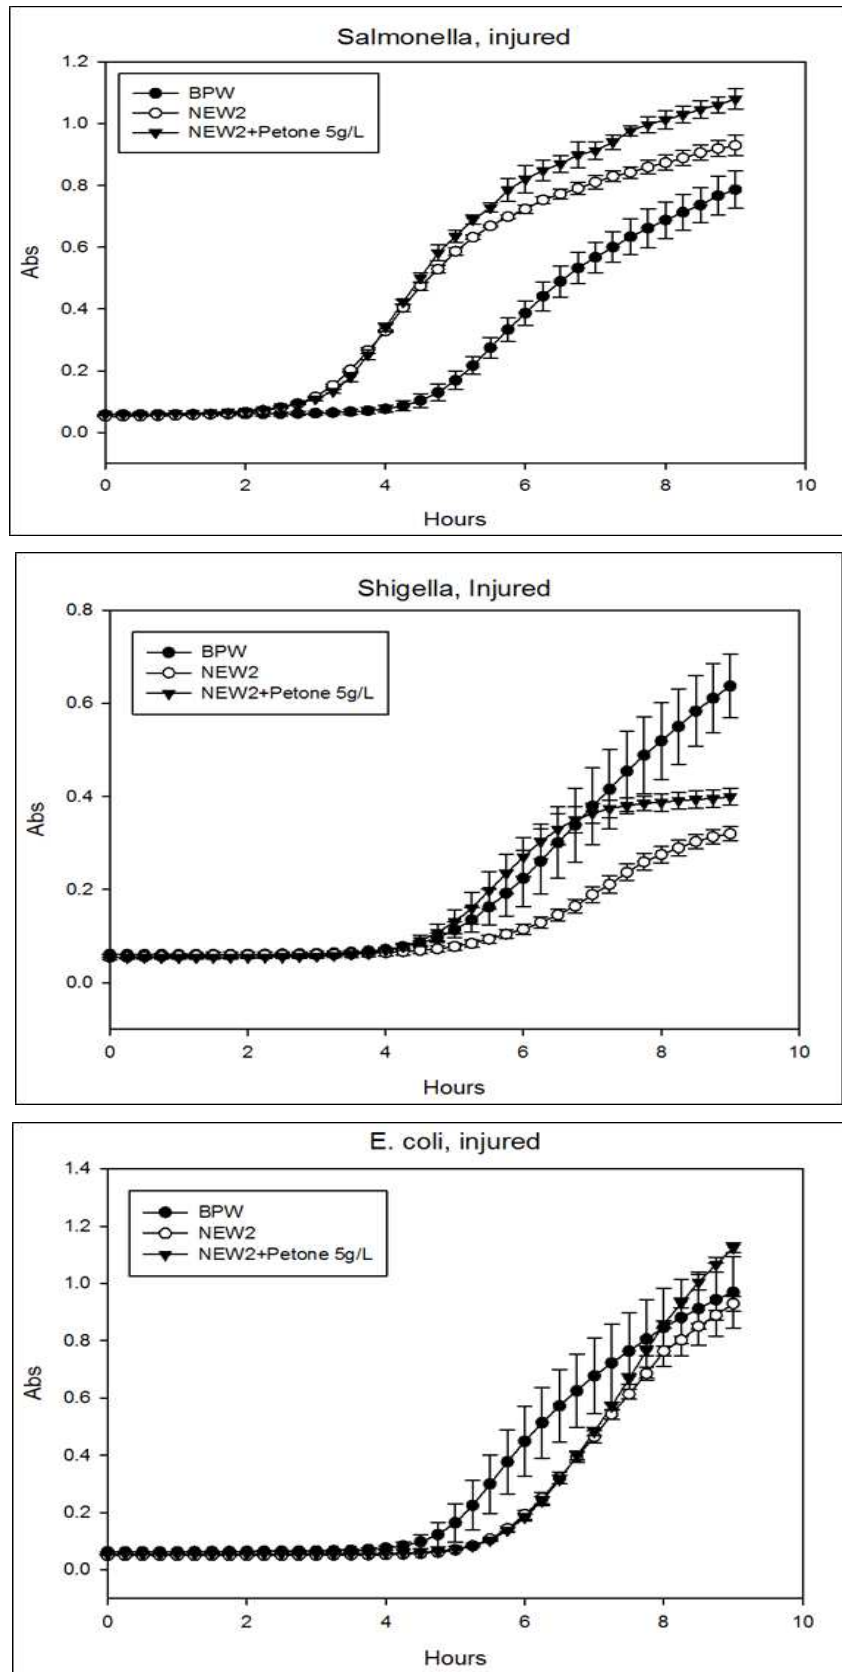 Salmonella, injured
1.2
1.0
0.8
0.6
0.4
0.2
0.0
Abs
BPW
NEW2
NEW2+Petone 5g/L
0 2 4 6 8 10
Hours
Shigella, Injured
0.8
0.6
0.4
0.2
0.0
Abs
BPW
NEW2
NEW2+Petone 5g/L
0 2 4 6 8 10
Hours
E. coli, injured
1.4
1.2
1.0
0.8
0.6
0.4
0.2
0.0
Abs
BPW
NEW2
NEW2+Petone 5g/L
0 2 4 6 8 10
Hours